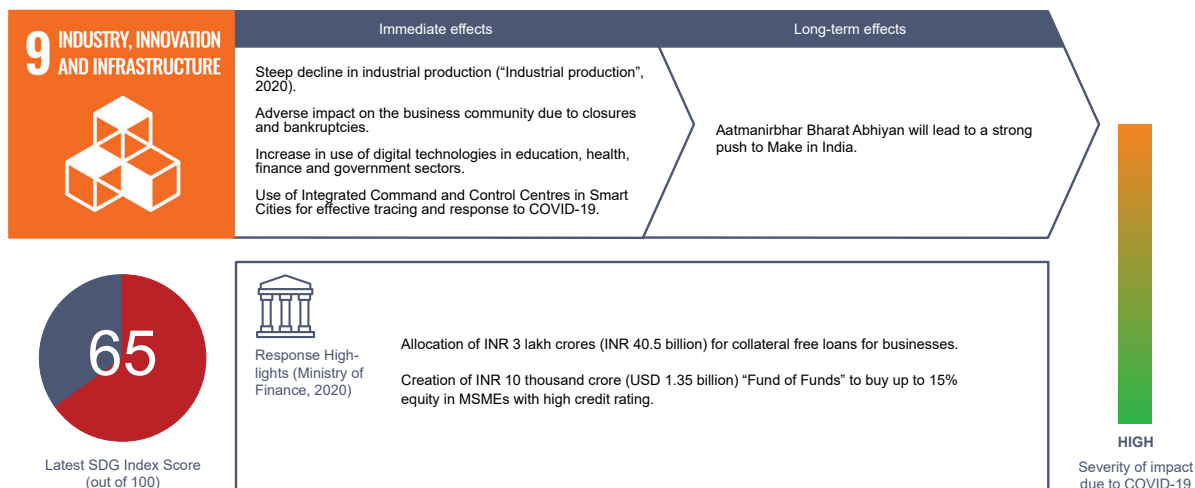 9 INDUSTRY, INNOVATION
AND INFRASTRUCTURE
Immediate effects
Long-term effects
Steep decline in industrial production (“Industrial production”,
2020).
Adverse impact on the business community due to closures
and bankruptcies.
Increase in use of digital technologies in education, health,
finance and government sectors.
Use of Integrated Command and Control Centres in Smart
Cities for effective tracing and response to COVID-19.
Aatmanirbhar Bharat Abhiyan will lead to a strong
push to Make in India.
65
Latest SDG Index Score
(out of 100)
Response High-
lights (Ministry of
Finance, 2020)
Allocation of INR 3 lakh crores (INR 40.5 billion) for collateral free loans for businesses.
Creation of INR 10 thousand crore (USD 1.35 billion) “Fund of Funds” to buy up to 15%
equity in MSMEs with high credit rating.
HIGH
Severity of impact
due to COVID-19